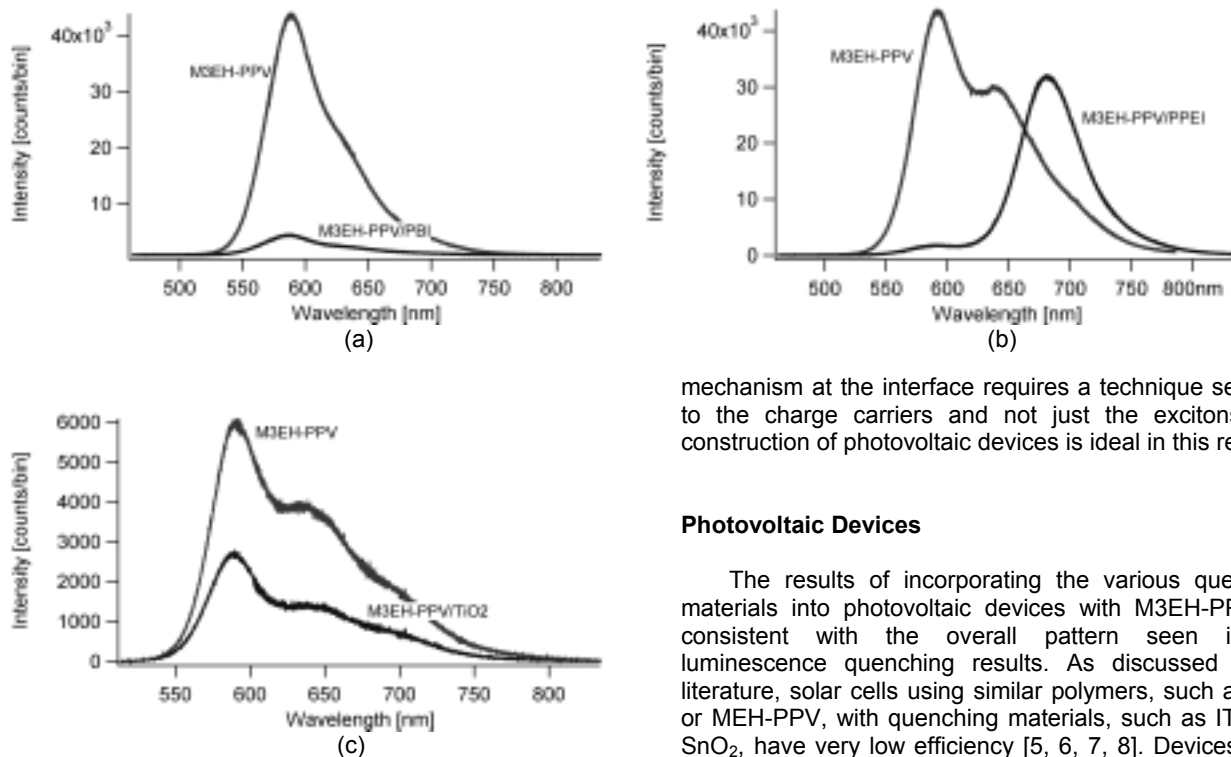 40x10³
30
20
10
Intensity [counts/bin]
M3EH-PPV
M3EH-PPV/PBI
500 550 600 650 700 750 800
Wavelength [nm]
(a)
40x10³
30
20
10
0
Intensity [counts/bin]
M3EH-PPV
M3EH-PPV/PPEI
500 550 600 650 700 750 800nm
Wavelength [nm]
(b)
6000
5000
4000
3000
2000
1000
0
Intensity [counts/bin]
M3EH-PPV
M3EH-PPV/TiO2
550 600 650 700 750 800
Wavelength [nm]
(c)
mechanism at the interface requires a technique se
to the charge carriers and not just the excitons
construction of photovoltaic devices is ideal in this re
Photovoltaic Devices
The results of incorporating the various que
materials into photovoltaic devices with M3EH-PP
consistent with the overall pattern seen i
luminescence quenching results. As discussed
literature, solar cells using similar polymers, such a
or MEH-PPV, with quenching materials, such as IT
SnO₂, have very low efficiency [5, 6, 7, 8]. Devices